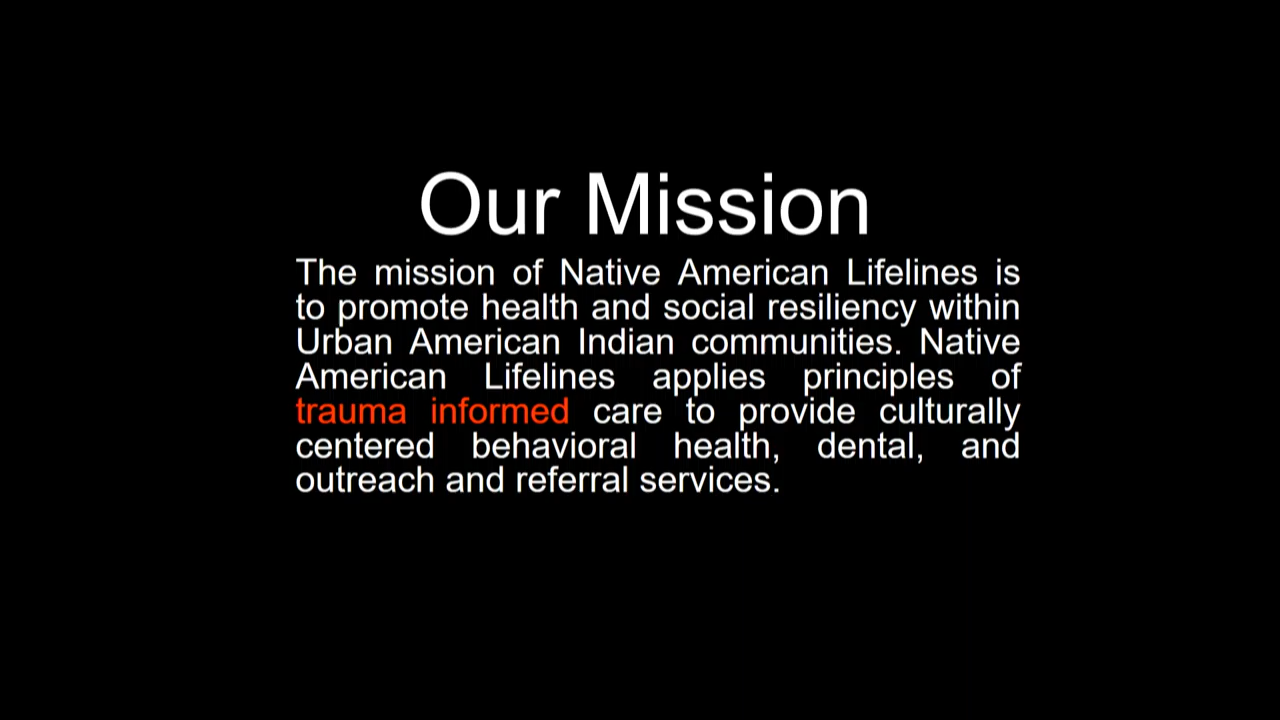 Our Mission
The mission of Native American Lifelines is
to promote health and social resiliency within
Urban American Indian communities. Native
American Lifelines applies principles of
trauma informed care to provide culturally
centered behavioral health, dental, and
outreach and referral services.